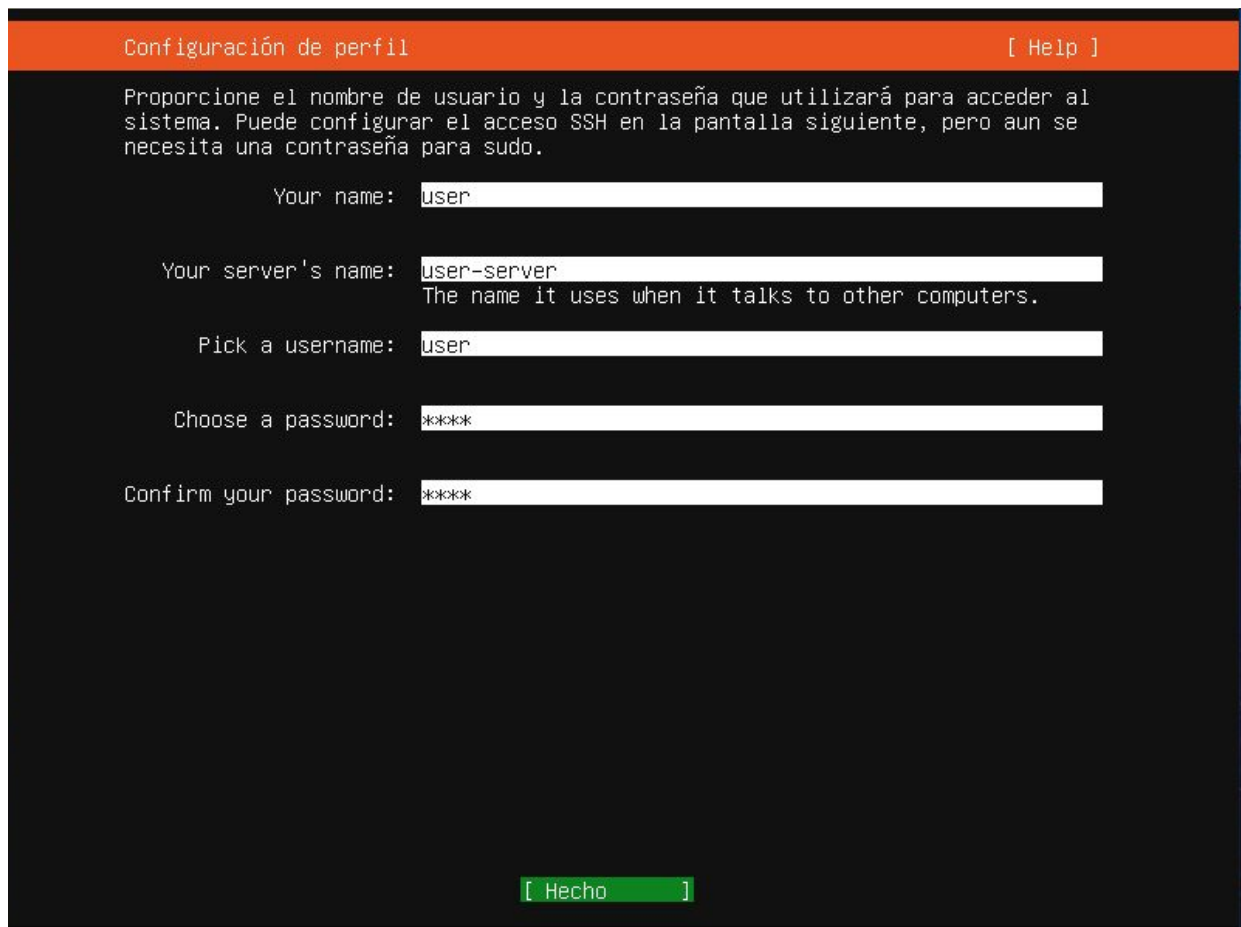 Configuración de perfil [ Help ]
Proporcione el nombre de usuario y la contraseña que utilizará para acceder al
sistema. Puede configurar el acceso SSH en la pantalla siguiente, pero aun se
necesita una contraseña para sudo.
Your name: user
Your server's name: user-server
The name it uses when it talks to other computers.
Pick a username: user
Choose a password: ****
Confirm your password: ****
[ Hecho ]